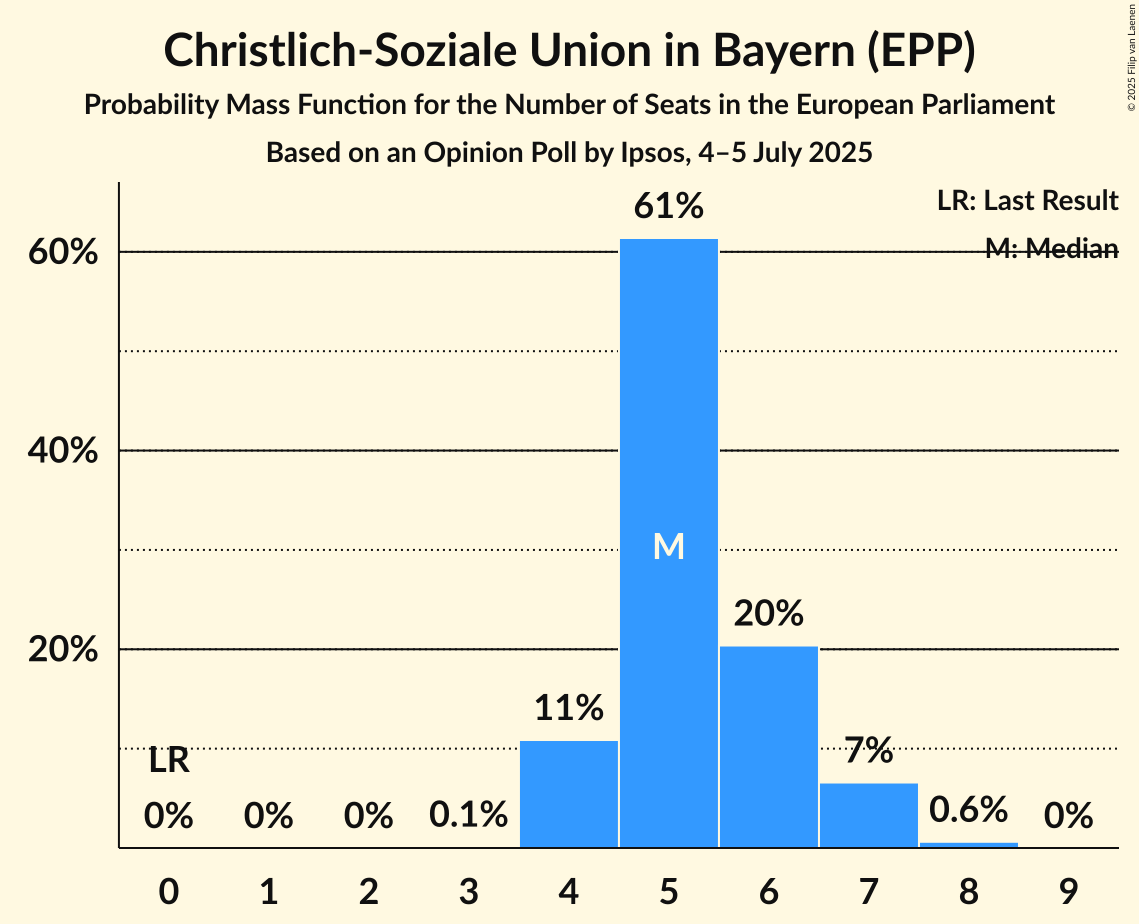 Christlich-Soziale Union in Bayern (EPP)
Probability Mass Function for the Number of Seats in the European Parliament
Based on an Opinion Poll by Ipsos, 4–5 July 2025
© 2025 Filip van Laenen
LR: Last Result
M: Median
61%
60%
40%
M
20%
20%
11%
7%
LR
0% 0% 0% 0.1% 0.6% 0%
0 1 2 3 4 5 6 7 8 9